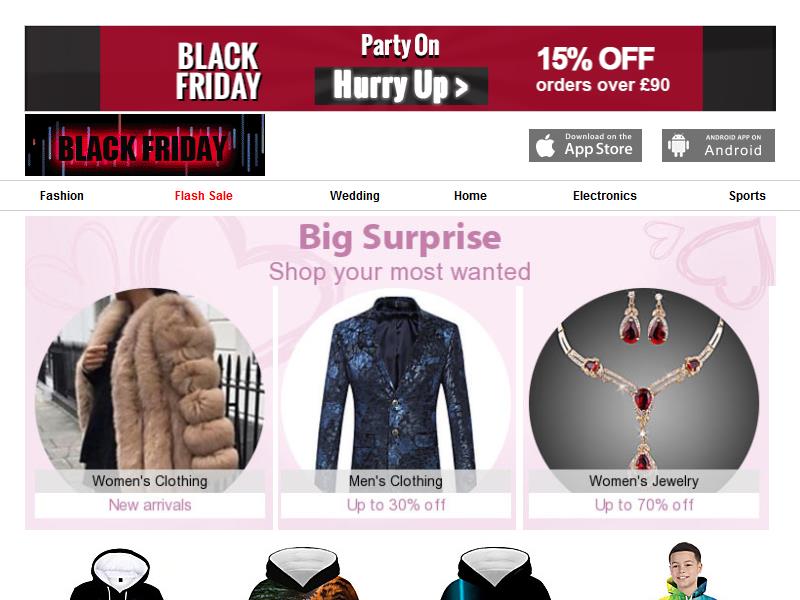 BLACK
FRIDAY
Party On
Hurry Up >
15% OFF
orders over £90
BLACK FRIDAY
Download on the
App Store
ANDROID APP ON
Android
Fashion
Flash Sale
Wedding
Home
Electronics
Sports
Big Surprise
Shop your most wanted
Women's Clothing
New arrivals
Men's Clothing
Up to 30% off
Women's Jewelry
Up to 70% off